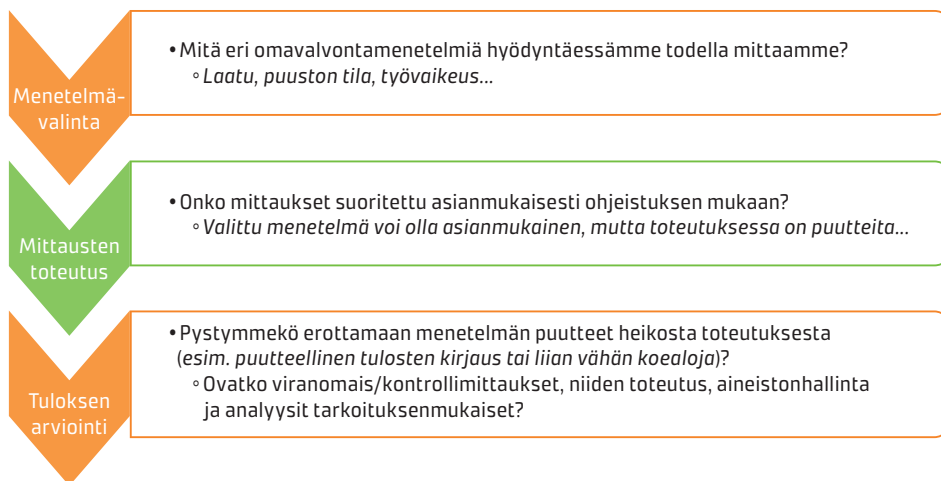 Menetelmä-
valinta
• Mitä eri omavalvontamenetelmiä hyödyntäessämme todella mittaamme?
◦ Laatu, puuston tila, työvaikeus...
Mittausten
toteutus
• Onko mittaukset suoritettu asianmukaisesti ohjeistuksen mukaan?
◦ Valittu menetelmä voi olla asianmukainen, mutta toteutuksessa on puutteita...
Tuloksen
arviointi
• Pystymmekö erottamaan menetelmän puutteet heikosta toteutuksesta
(esim. puutteellinen tulosten kirjaus tai liian vähän koealoja)?
◦ Ovatko viranomais/kontrollimittaukset, niiden toteutus, aineistonhallinta
ja analyysit tarkoituksenmukaiset?